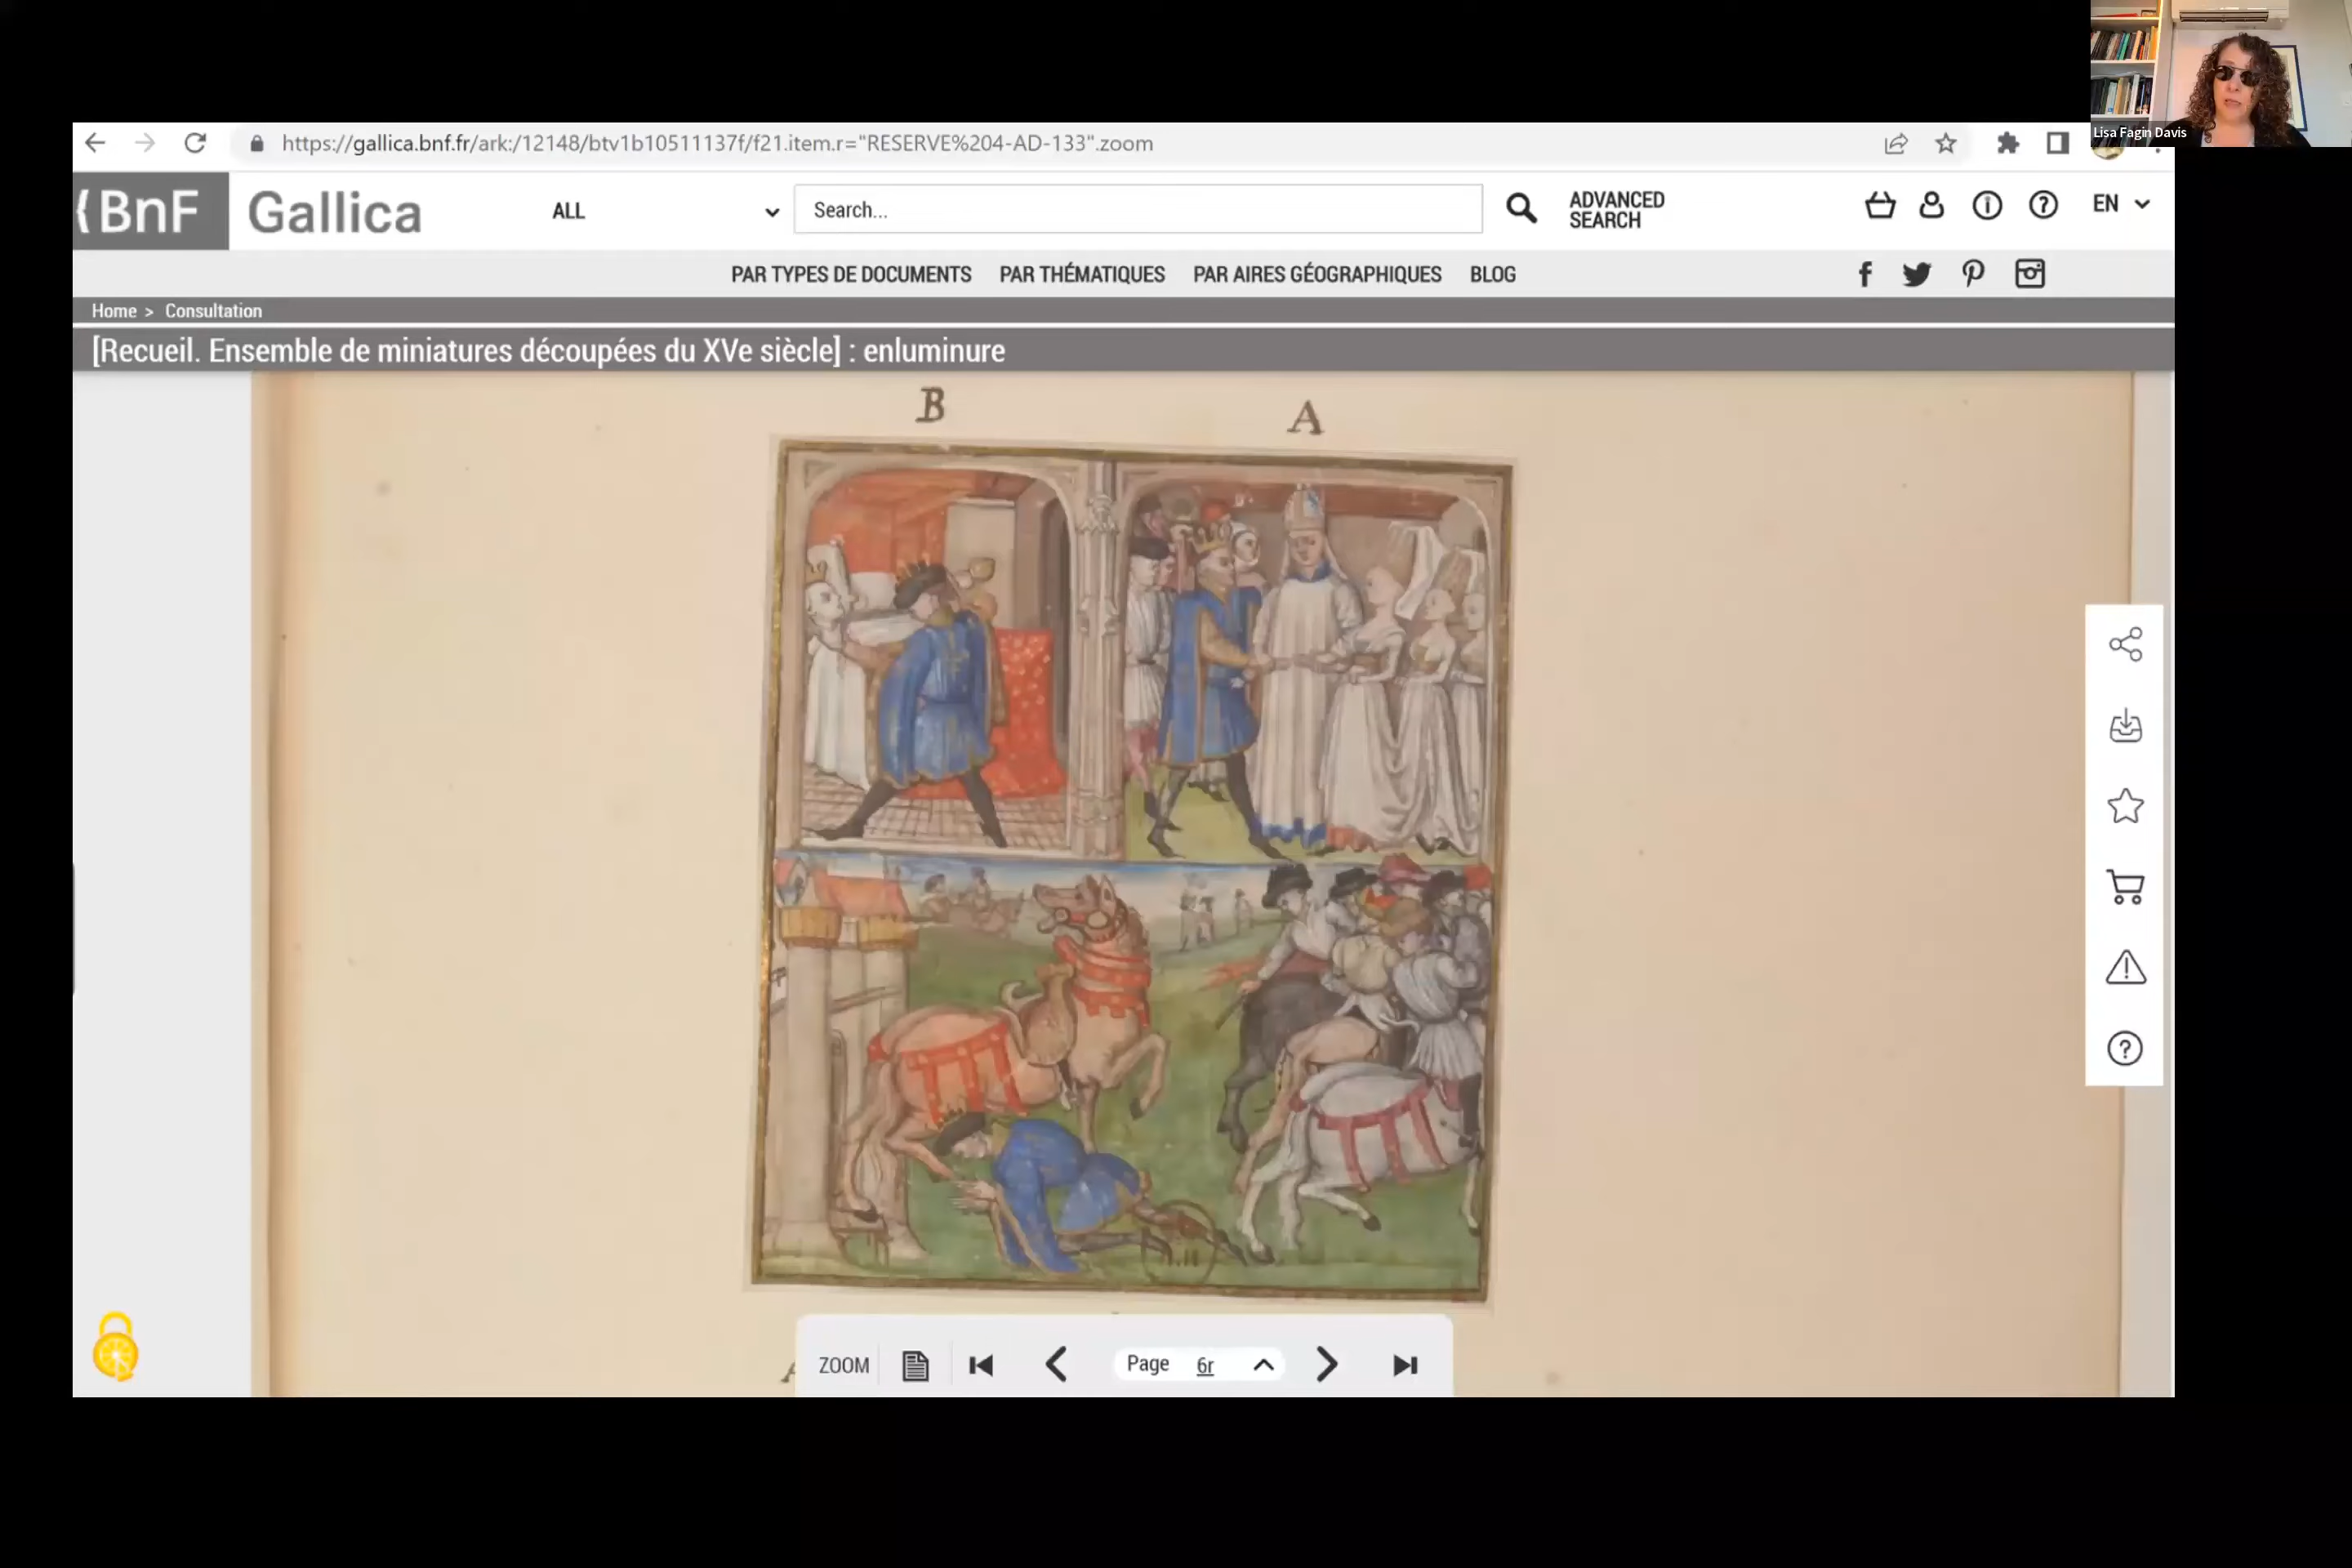 Lisa Fagin Davis
https://gallica.bnf.fr/ark:/12148/btv1b10511137f/f21.item.r="RESERVE%204-AD-133".zoom
{BnF Gallica
ALL
Search...
ADVANCED
SEARCH
EN
PAR TYPES DE DOCUMENTS PAR THÉMATIQUES PAR AIRES GÉOGRAPHIQUES BLOG
Home > Consultation
[Recueil. Ensemble de miniatures découpées du XVe siècle] : enluminure
B A
ZOOM
Page 6r